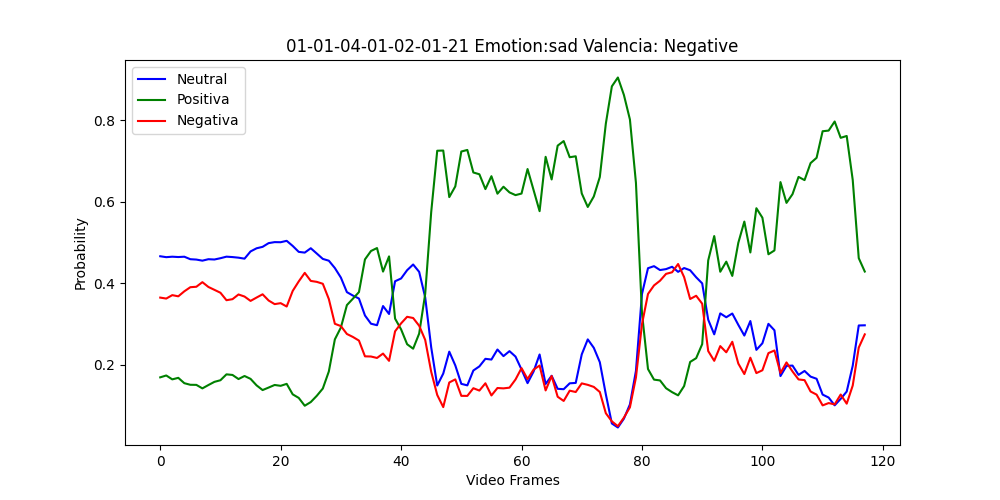 01-01-04-01-02-01-21 Emotion:sad Valencia: Negative
Neutral
Positiva
Negativa
Probability
0.8
0.6
0.4
0.2
0 20 40 60 80 100 120
Video Frames